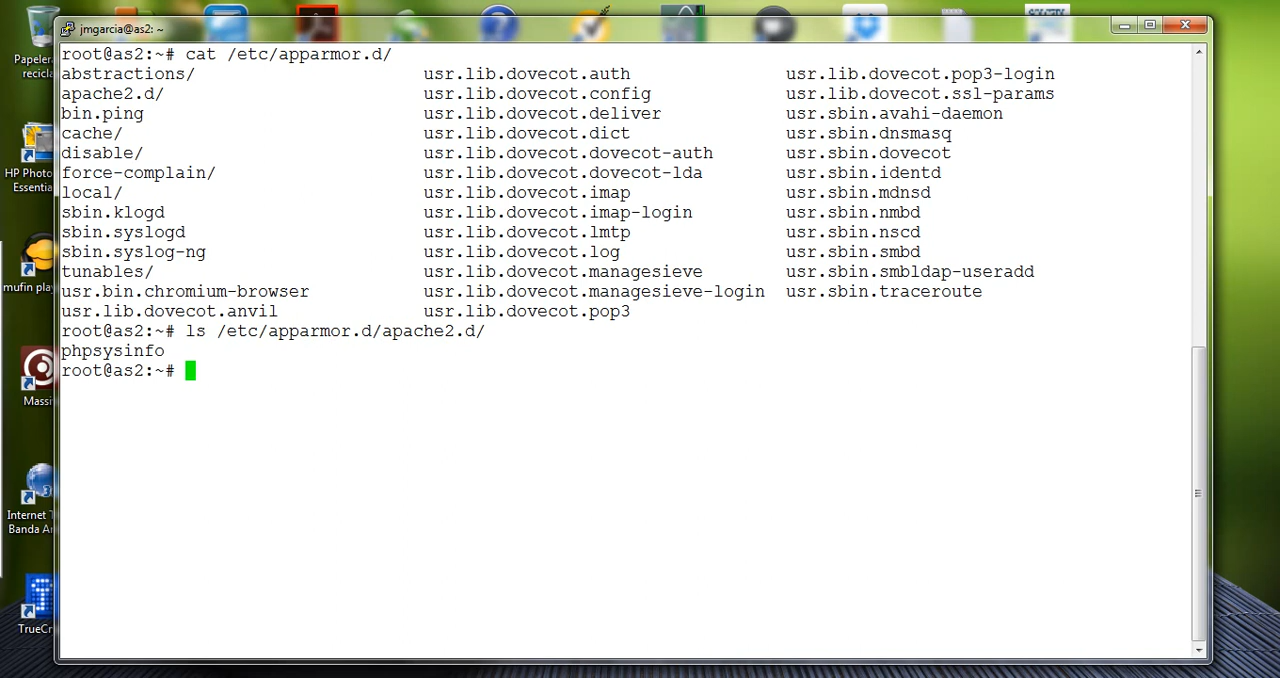 jmgarcia@as2: ~
root@as2:~# cat /etc/apparmor.d/
abstractions/ usr.lib.dovecot.auth usr.lib.dovecot.pop3-login
apache2.d/ usr.lib.dovecot.config usr.lib.dovecot.ssl-params
bin.ping usr.lib.dovecot.deliver usr.sbin.avahi-daemon
cache/ usr.lib.dovecot.dict usr.sbin.dnsmasq
disable/ usr.lib.dovecot.dovecot-auth usr.sbin.dovecot
force-complain/ usr.lib.dovecot.dovecot-lda usr.sbin.identd
local/ usr.lib.dovecot.imap usr.sbin.mdnsd
sbin.klogd usr.lib.dovecot.imap-login usr.sbin.nmbd
sbin.syslogd usr.lib.dovecot.lmtp usr.sbin.nscd
sbin.syslog-ng usr.lib.dovecot.log usr.sbin.smbd
tunables/ usr.lib.dovecot.managesieve usr.sbin.smbldap-useradd
usr.bin.chromium-browser usr.lib.dovecot.managesieve-login usr.sbin.traceroute
usr.lib.dovecot.anvil usr.lib.dovecot.pop3
root@as2:~# ls /etc/apparmor.d/apache2.d/
phpsysinfo
root@as2:~#
Papelera
recicla
HP Photo
Essential
mufin play
Massi
Internet T
Banda An
TrueCr